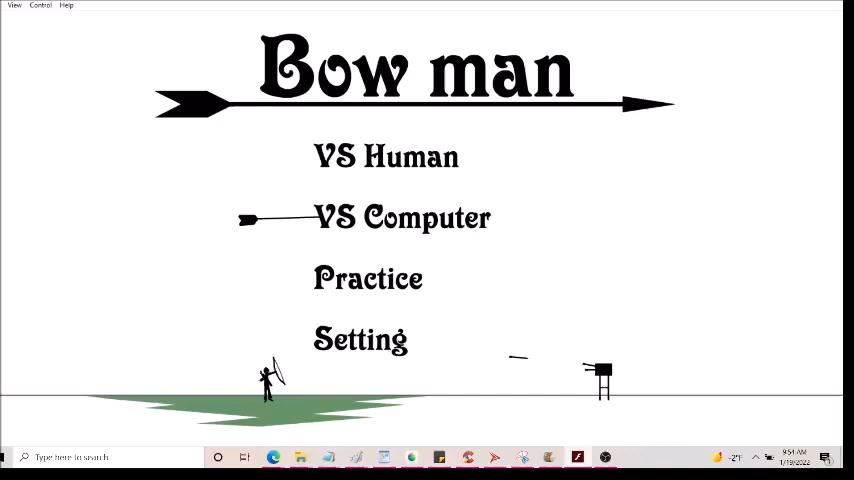 View Control Help
Bow man
VS Human
VS Computer
Practice
Setting
Type here to search
-2°F
9:54 AM
1/19/2022